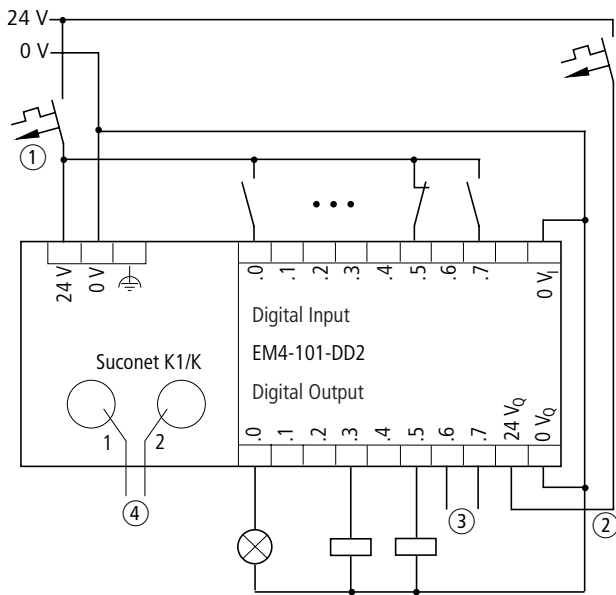 24 V
0 V
1
.0 .1 .2 .3 .4 .5 .6 .7 0 VI
24 V 0 V
Digital Input
EM4-101-DD2
Suconet K1/K
Digital Output
1 2
.0 .1 .2 .3 .4 .5 .6 .7 24 VQ 0 VQ
4
3
2